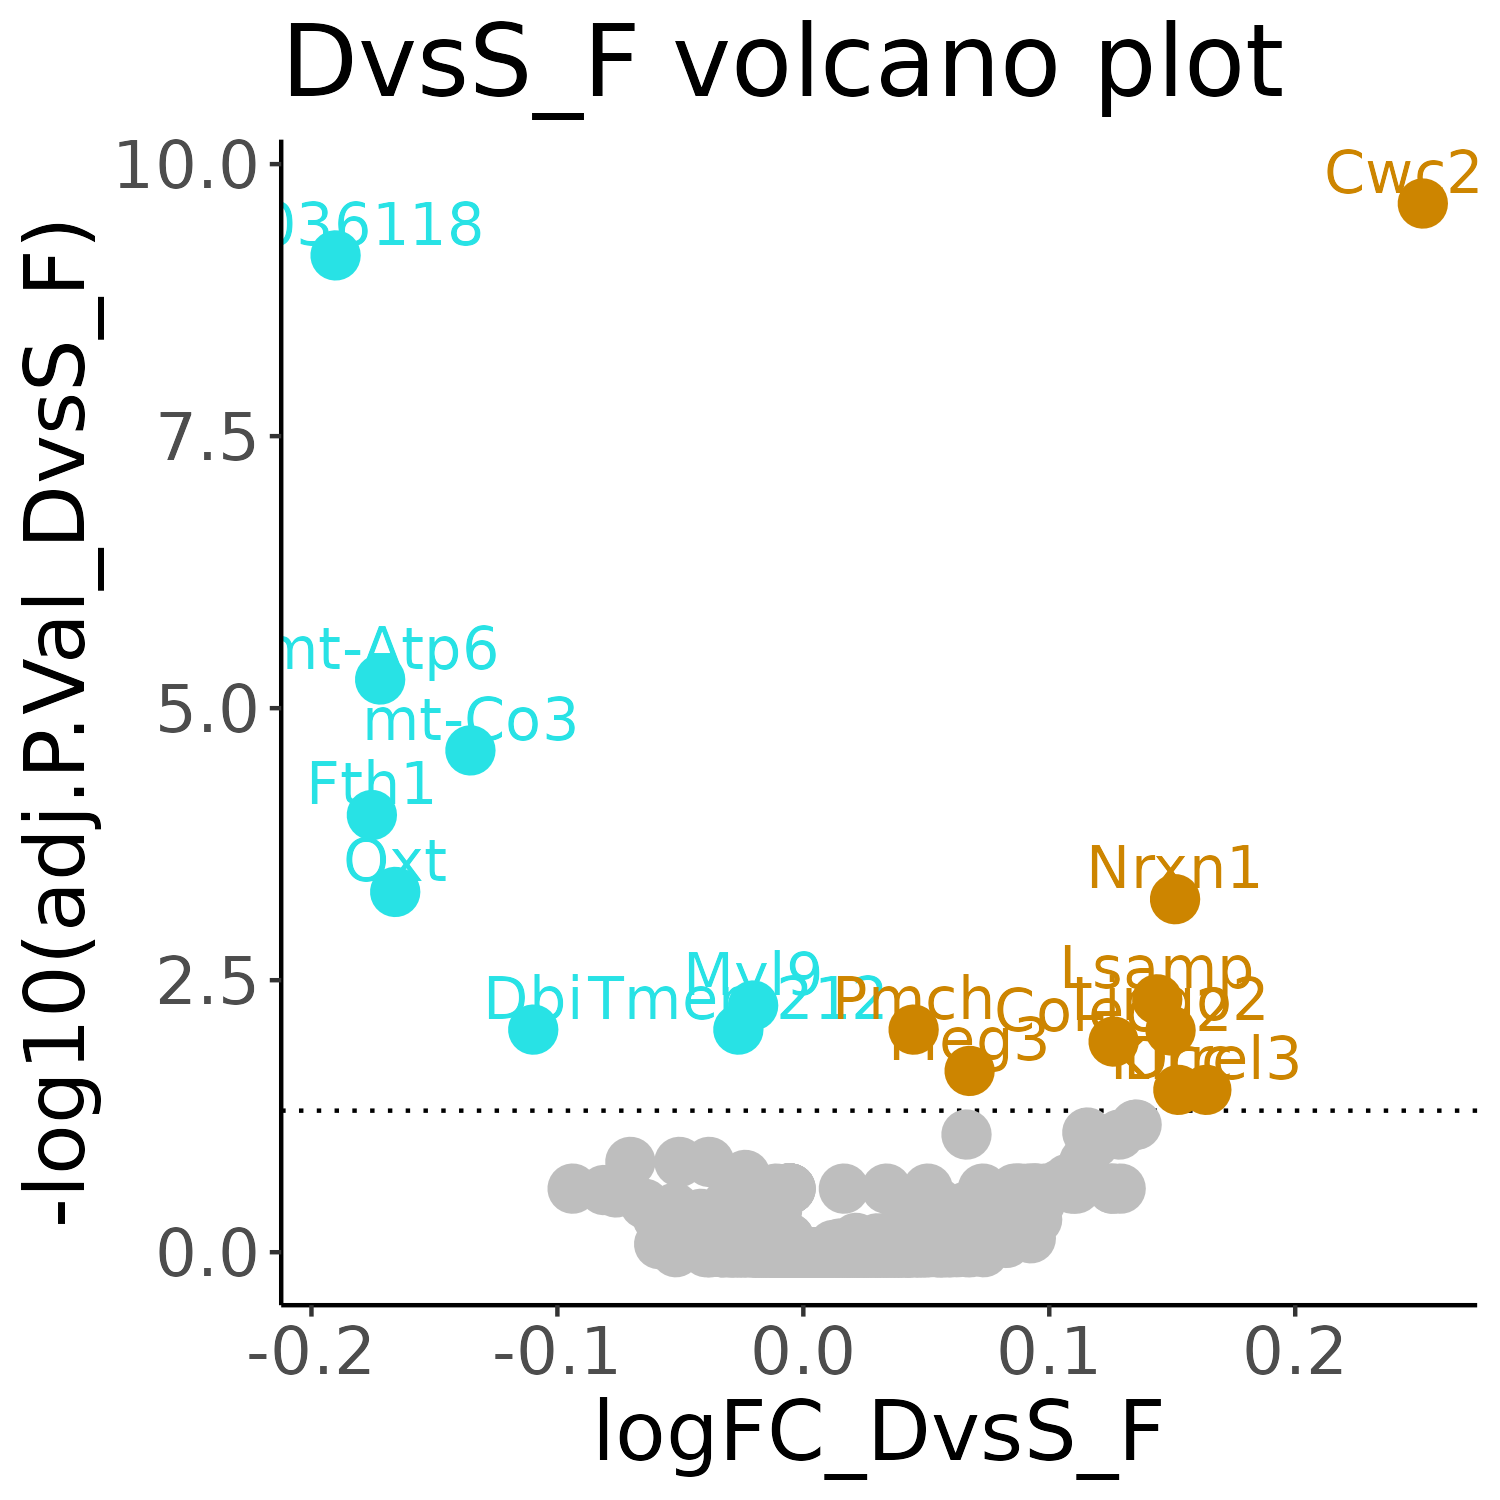 DvsS_F volcano plot
-log10(adj.P.Val_DvsS_F)
10.0
7.5
5.0
2.5
0.0
Cwc2
036118
mt-Atp6
mt-Co3
Fth1
Oxt
Nrxn1
Lsamp
Myl9
Dbi
Tmem212
Pmch
Meg3
-0.2
-0.1
0.0
0.1
0.2
logFC_DvsS_F